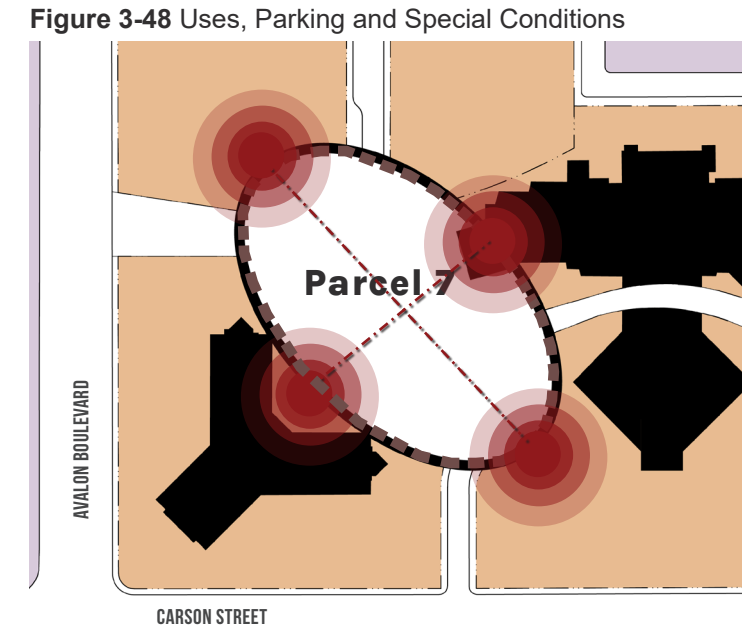 Figure 3-48 Uses, Parking and Special Conditions
Parcel 7
AVALON BOULEVARD
CARSON STREET